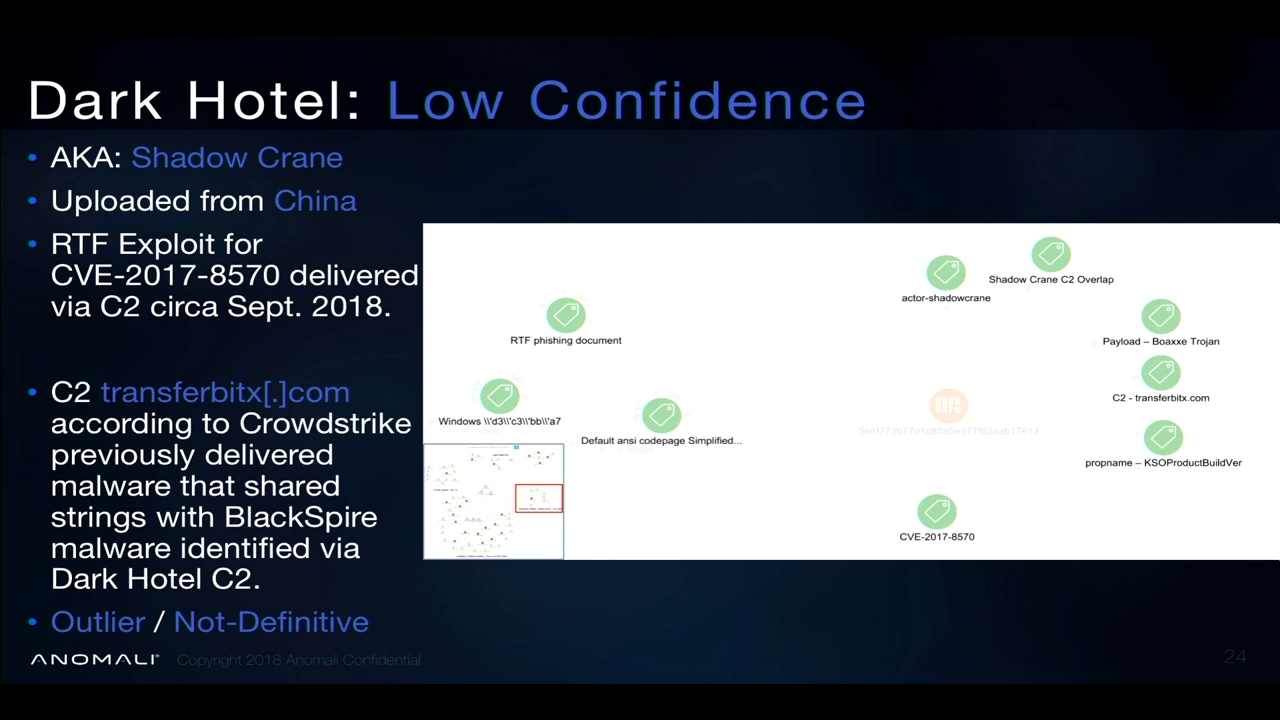 Dark Hotel: Low Confidence
• AKA: Shadow Crane
• Uploaded from China
• RTF Exploit for
CVE-2017-8570 delivered
via C2 circa Sept. 2018.
• C2 transferbitx[.]com
according to Crowdstrike
previously delivered
malware that shared
strings with BlackSpire
malware identified via
Dark Hotel C2.
• Outlier / Not-Definitive
Shadow Crane C2 Overlap
actor-shadowcrane
RTF phishing document
Payload – Boaxxe Trojan
C2 - transferbitx.com
Windows \\'d3\\'c3\\'bb\\'a7
Default ansi codepage Simplified...
propname – KSOProductBuildVer
CVE-2017-8570
ANOMALI®
Copyright 2018 Anomali Confidential
24